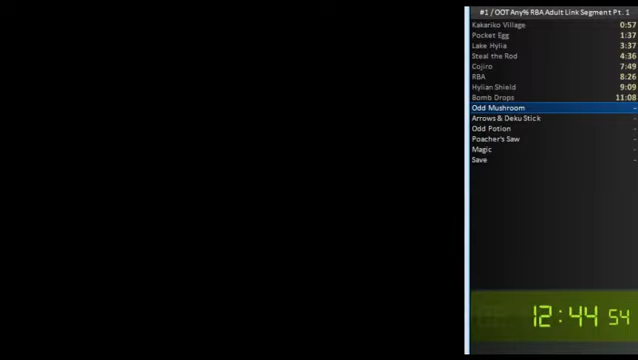 #1 / OOT Any% RBA Adult Link Segment Pt. 1
Kakariko Village 0:57
Pocket Egg 1:37
Lake Hylia 3:37
Steal the Rod 4:36
Cojiro 7:49
RBA 8:26
Hylian Shield 9:09
Bomb Drops 11:08
Odd Mushroom -
Arrows & Deku Stick -
Odd Potion -
Poacher's Saw -
Magic -
Save -
12:44 54